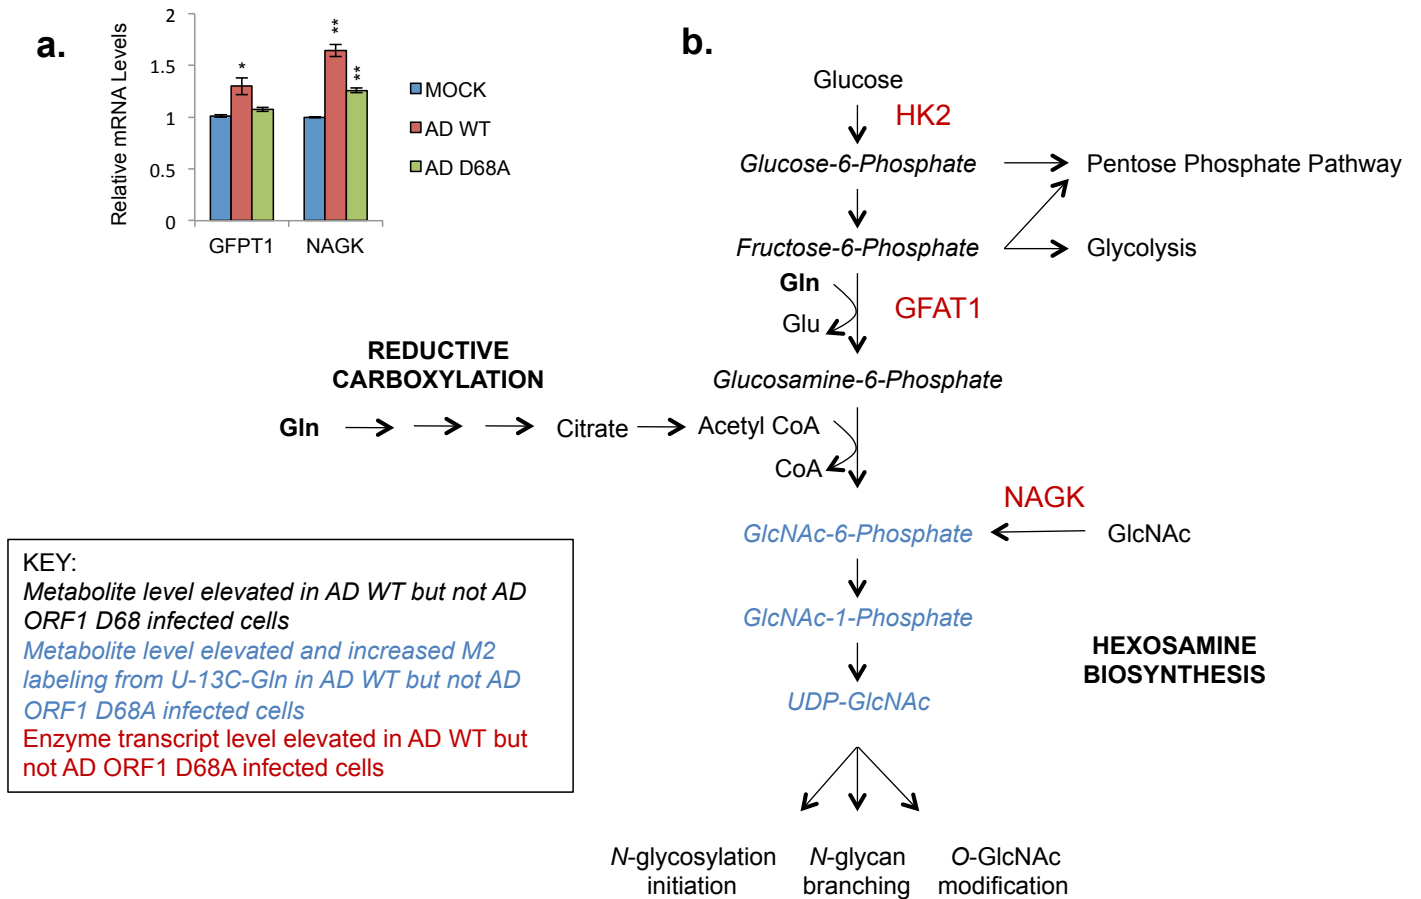 a.
Relative mRNA Levels
2
1.5
1
0.5
0
*
**
**
GFPT1
NAGK
MOCK
AD WT
AD D68A
b.
Glucose
HK2
Glucose-6-Phosphate
Pentose Phosphate Pathway
Fructose-6-Phosphate
Glycolysis
Gln
Glu
GFAT1
REDUCTIVE
CARBOXYLATION
Glucosamine-6-Phosphate
Gln
Citrate
Acetyl CoA
CoA
NAGK
GlcNAc-6-Phosphate
GlcNAc
GlcNAc-1-Phosphate
HEXOSAMINE
BIOSYNTHESIS
UDP-GlcNAc
N-glycosylation
initiation
N-glycan
branching
O-GlcNAc
modification
KEY:
Metabolite level elevated in AD WT but not AD
ORF1 D68 infected cells
Metabolite level elevated and increased M2
labeling from U-13C-Gln in AD WT but not AD
ORF1 D68A infected cells
Enzyme transcript level elevated in AD WT but
not AD ORF1 D68A infected cells